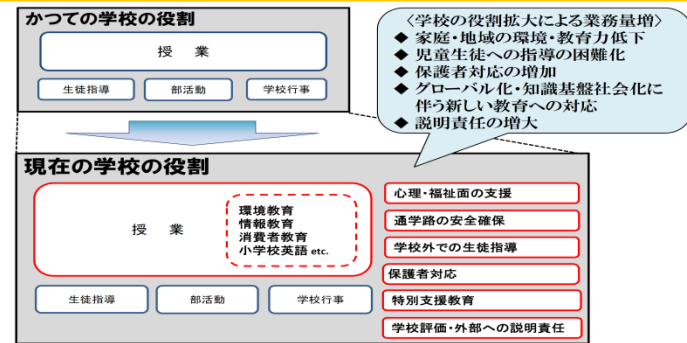 かつての学校の役割
授　業
生徒指導
部活動
学校行事
〈学校の役割拡大による業務量増〉
◆ 家庭・地域の環境・教育力低下
◆ 児童生徒への指導の困難化
◆ 保護者対応の増加
◆ グローバル化・知識基盤社会化に
伴う新しい教育への対応
◆ 説明責任の増大
現在の学校の役割
授　業
環境教育
情報教育
消費者教育
小学校英語 etc.
生徒指導
部活動
学校行事
心理・福祉面の支援
通学路の安全確保
学校外での生徒指導
保護者対応
特別支援教育
学校評価・外部への説明責任